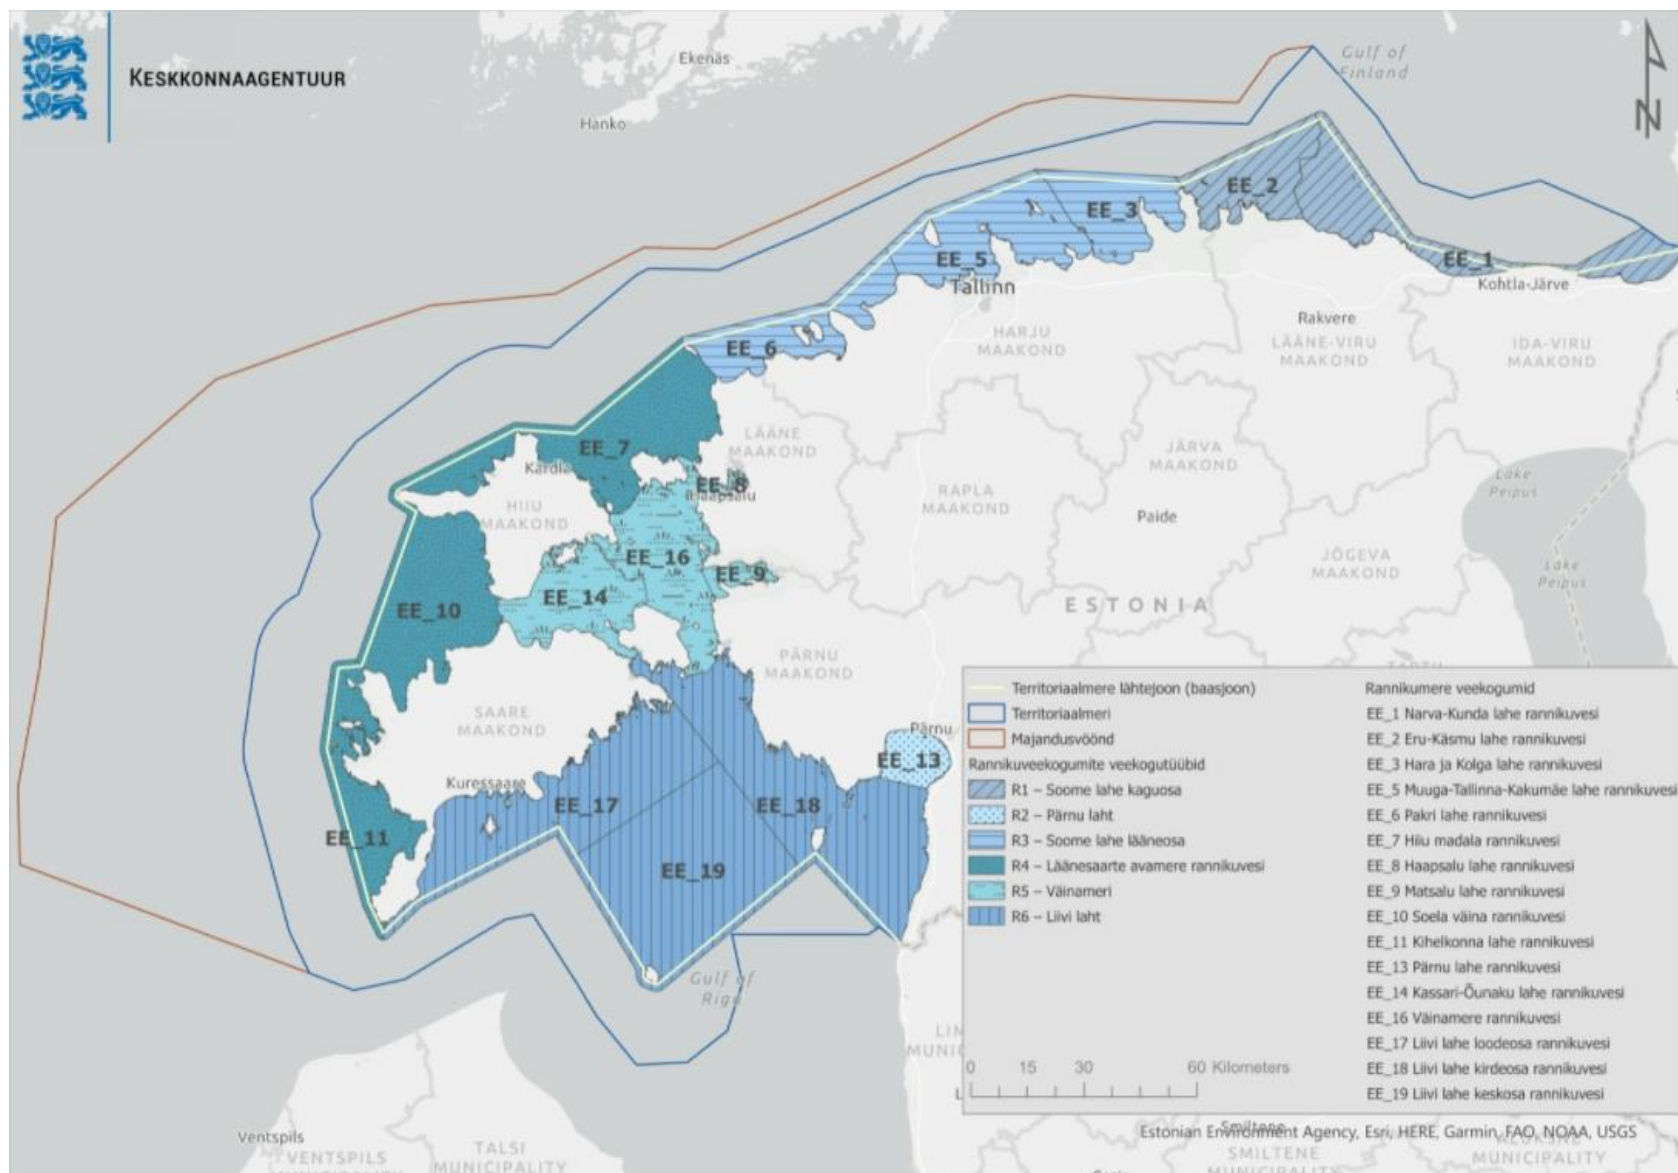 KESKKONNAAGENTUUR
Ekenäs
Hanko
Gulf of
Finland
N
EE_2
EE_3
EE_1
EE_5
Tallinn
Kohtla-Järve
Rakvere
HARJU
MAAKOND
LÄÄNE-VIRU
MAAKOND
IDA-VIRU
MAAKOND
EE_6
LÄÄNE
MAAKOND
JÄRVA
MAAKOND
EE_7
Kärdla
EE_8
Haapsalu
HIIU
MAAKOND
RAPLA
MAAKOND
Paide
Lake
Peipus
JÕGEVA
MAAKOND
Lake
Peipus
EE_16
EE_9
EE_14
EE_10
ESTONIA
PÄRNU
MAAKOND
SAARE
MAAKOND
Pärnu
EE_13
Kuressaare
EE_17
EE_18
EE_11
EE_19
Gulf of
Riga
Ventspils
VENTSPILS
TALSI
MUNICIPALITY
Territoriaalmere lähtejoon (baasjoon)
Territoriaalmeri
Majandusvöönd
Rannikuveekogumite veekogutüübid
R1 – Soome lahe kaguosa
R2 – Pärnu laht
R3 – Soome lahe lääneosa
R4 – Läänesaarte avamere rannikuvesi
R5 – Väinameri
R6 – Liivi laht
0 15 30 60 Kilometers
Rannikumere veekogumid
EE_1 Narva-Kunda lahe rannikuvesi
EE_2 Eru-Käsmu lahe rannikuvesi
EE_3 Hara ja Kolga lahe rannikuvesi
EE_5 Muuga-Tallinna-Kakumäe lahe rannikuvesi
EE_6 Pakri lahe rannikuvesi
EE_7 Hiiu madala rannikuvesi
EE_8 Haapsalu lahe rannikuvesi
EE_9 Matsalu lahe rannikuvesi
EE_10 Soela väina rannikuvesi
EE_11 Kihelkonna lahe rannikuvesi
EE_13 Pärnu lahe rannikuvesi
EE_14 Kassari-Õunaku lahe rannikuvesi
EE_16 Väinamere rannikuvesi
EE_17 Liivi lahe loodeosa rannikuvesi
EE_18 Liivi lahe kirdeosa rannikuvesi
EE_19 Liivi lahe keskosa rannikuvesi
Estonian Environment Agency, Esri, HERE, Garmin, FAO, NOAA, USGS
SMILTENE
MUNICIPALITY